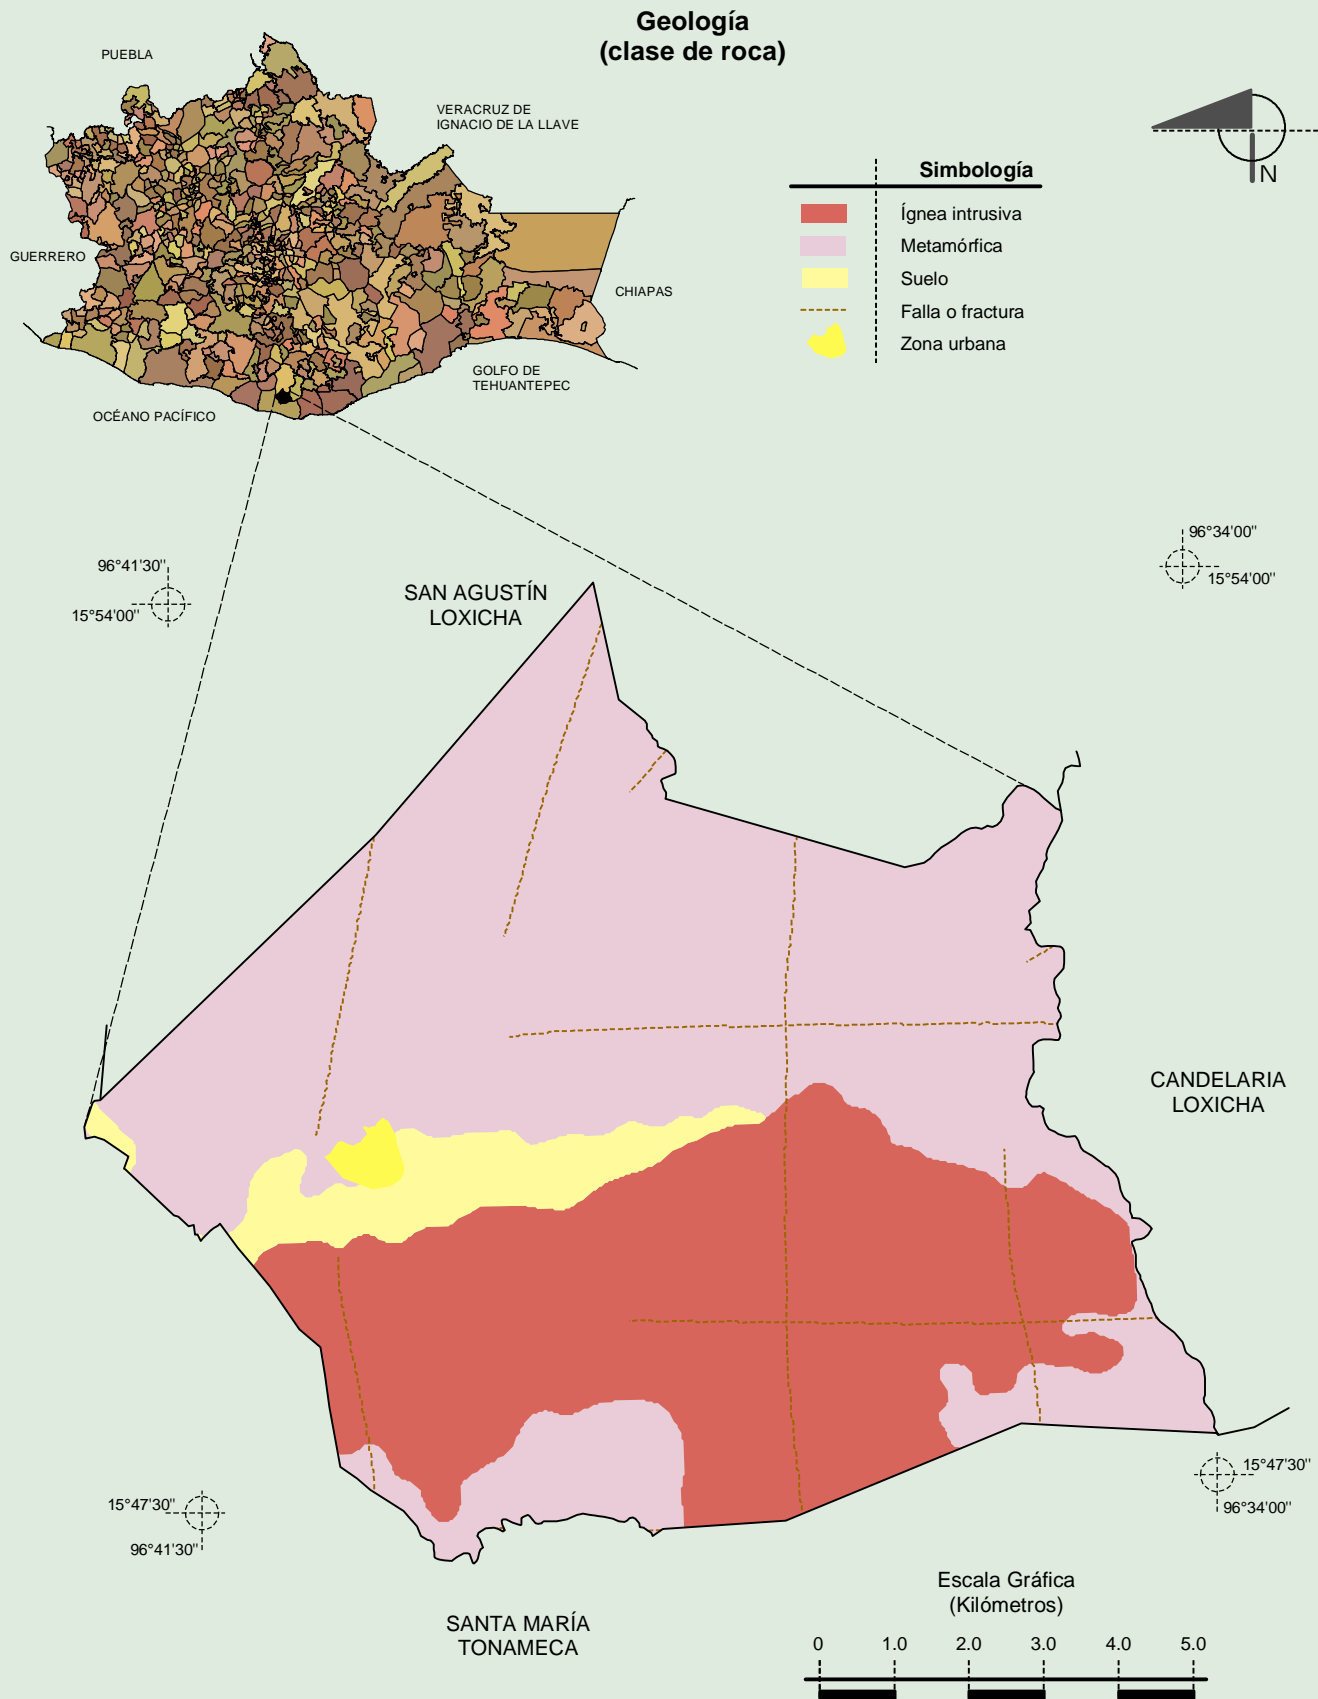 Geología
(clase de roca)
PUEBLA
VERACRUZ DE
IGNACIO DE LA LLAVE
GUERRERO
CHIAPAS
GOLFO DE
TEHUANTEPEC
OCÉANO PACÍFICO
N
Simbología
Ígnea intrusiva
Metamórfica
Suelo
Falla o fractura
Zona urbana
96°41'30"
15°54'00"
96°34'00"
15°54'00"
SAN AGUSTÍN
LOXICHA
CANDELARIA
LOXICHA
15°47'30"
96°41'30"
15°47'30"
96°34'00"
SANTA MARÍA
TONAMECA
Escala Gráfica
(Kilómetros)
0 1.0 2.0 3.0 4.0 5.0